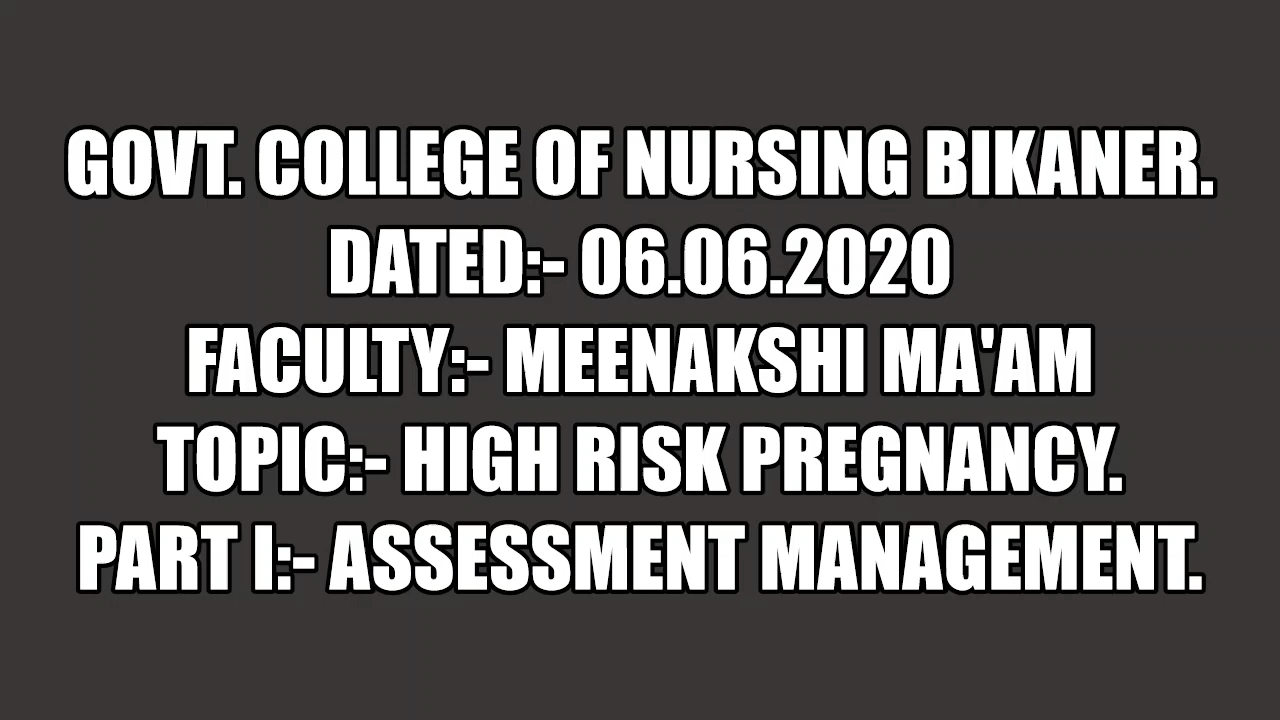 GOVT. COLLEGE OF NURSING BIKANER.
DATED:- 06.06.2020
FACULTY:- MEENAKSHI MA'AM
TOPIC:- HIGH RISK PREGNANCY.
PART I:- ASSESSMENT MANAGEMENT.